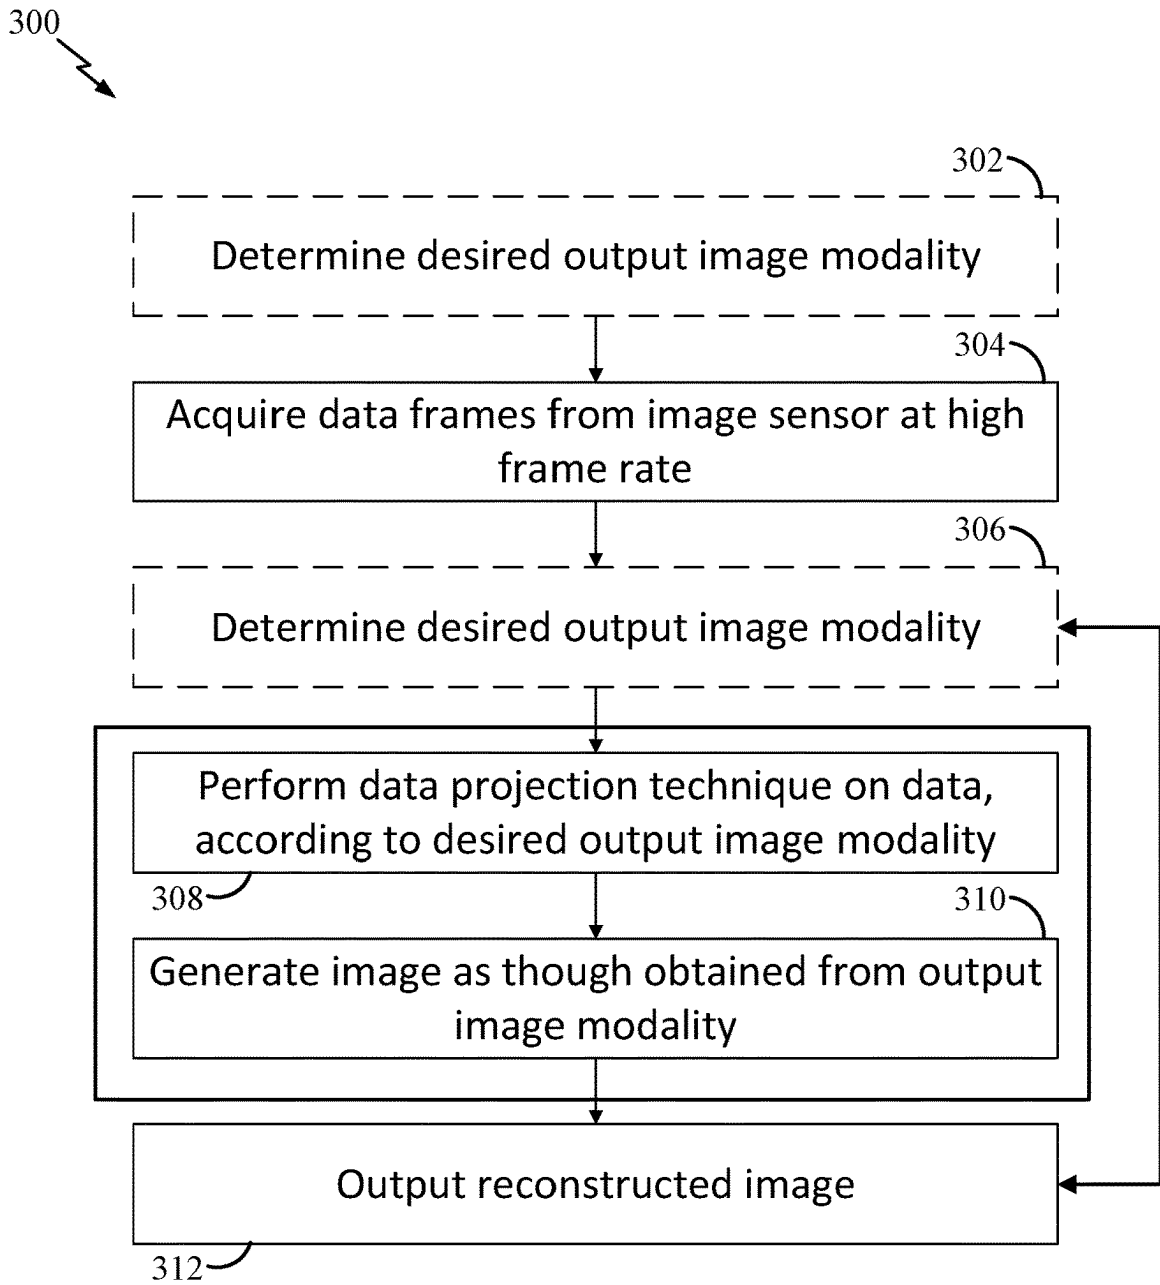 300
302
Determine desired output image modality
304
Acquire data frames from image sensor at high
frame rate
306
Determine desired output image modality
Perform data projection technique on data,
according to desired output image modality
308
310
Generate image as though obtained from output
image modality
Output reconstructed image
312